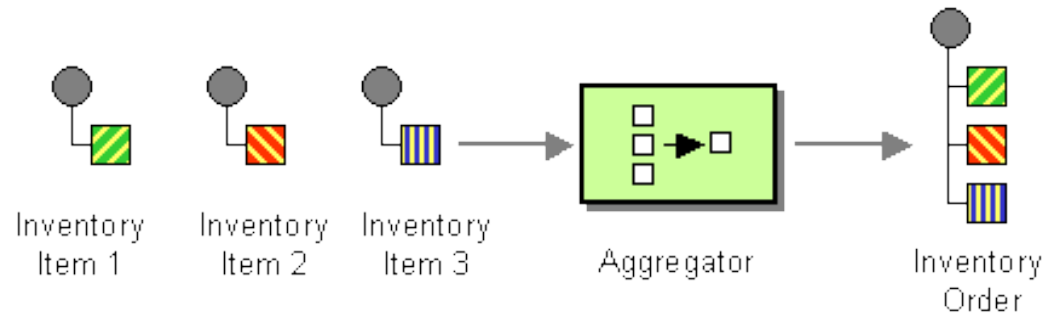 Inventory
Item 1
Inventory
Item 2
Inventory
Item 3
Aggregator
Inventory
Order